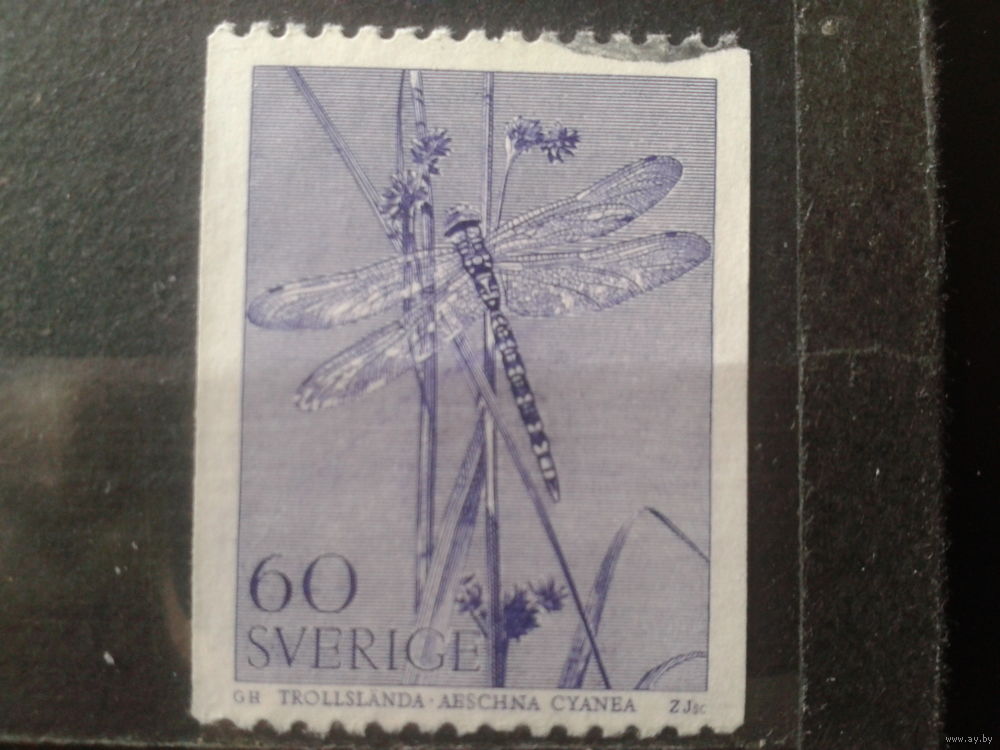 60
SVERIGE
GH TROLLSLÄNDA · AESCHNA CYANEA ZJ sc
www.ay.by